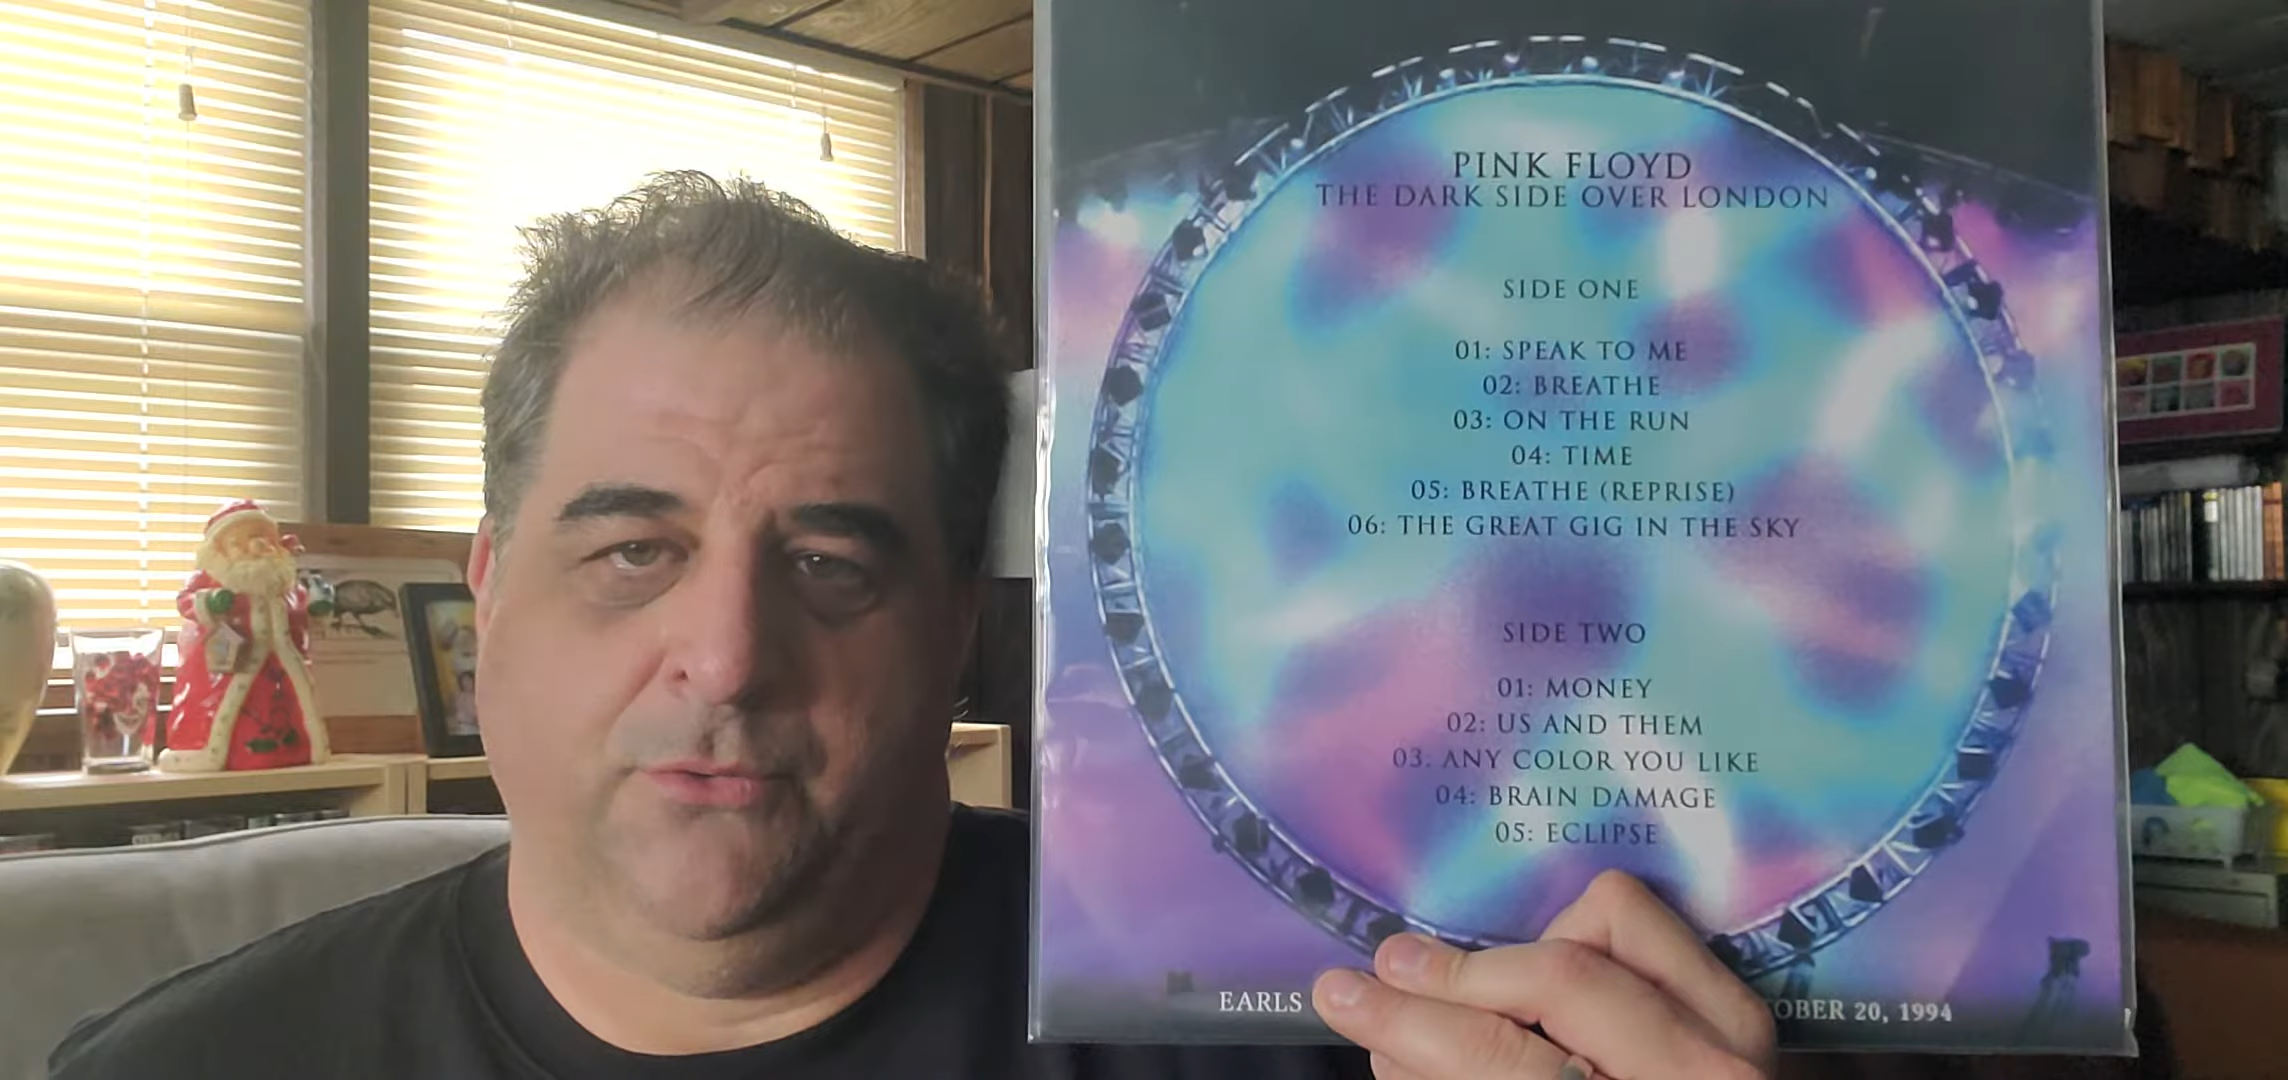 PINK FLOYD
THE DARK SIDE OVER LONDON
SIDE ONE
01: SPEAK TO ME
02: BREATHE
03: ON THE RUN
04: TIME
05: BREATHE (REPRISE)
06: THE GREAT GIG IN THE SKY
SIDE TWO
01: MONEY
02: US AND THEM
03: ANY COLOR YOU LIKE
04: BRAIN DAMAGE
05: ECLIPSE
EARLS OBER 20, 1994